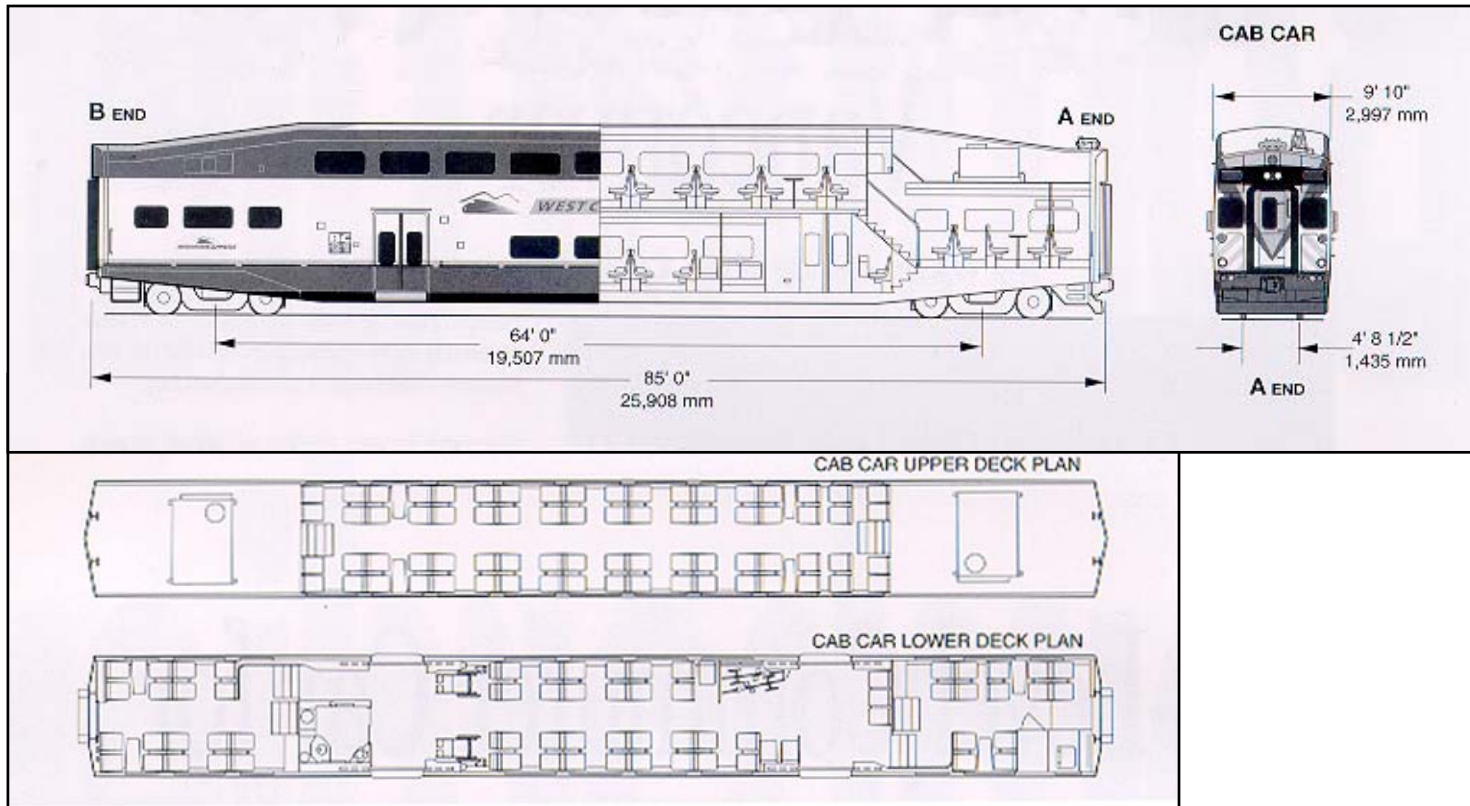 CAB CAR
9' 10"
2,997 mm
B END
A END
WEST C
64' 0"
19,507 mm
85' 0"
25,908 mm
4' 8 1/2"
1,435 mm
A END
CAB CAR UPPER DECK PLAN
CAB CAR LOWER DECK PLAN